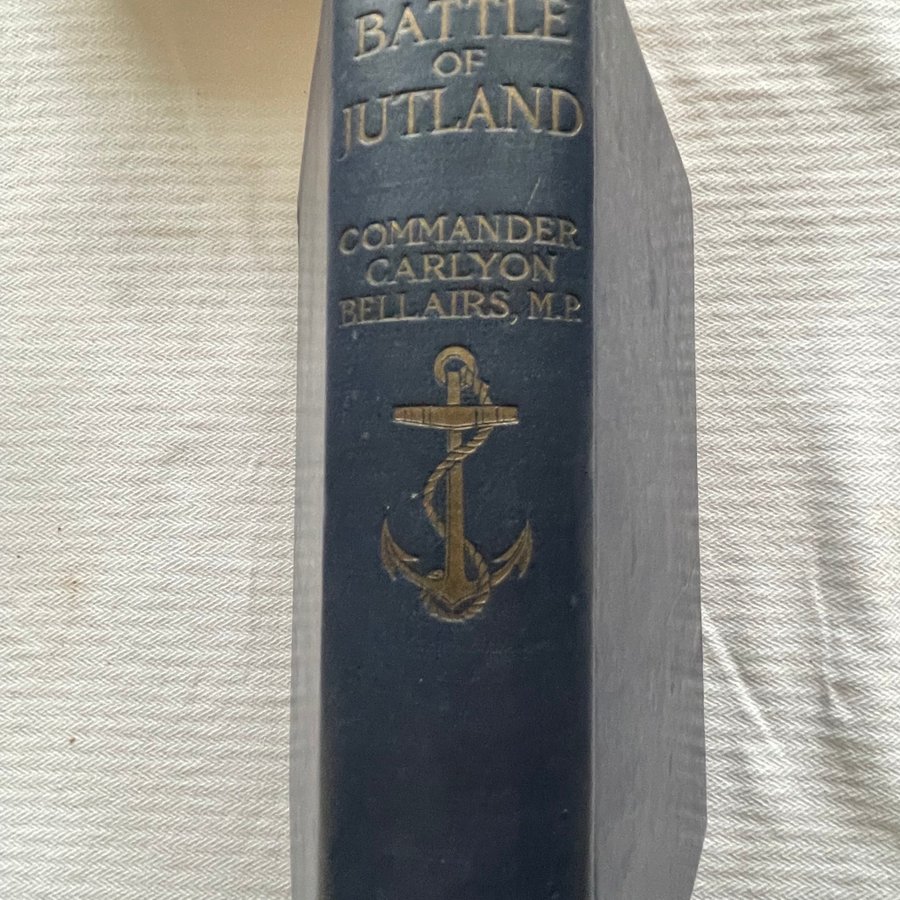 BATTLE
OF
JUTLAND
COMMANDER
CARLYON
BELLAIRS, M.P.